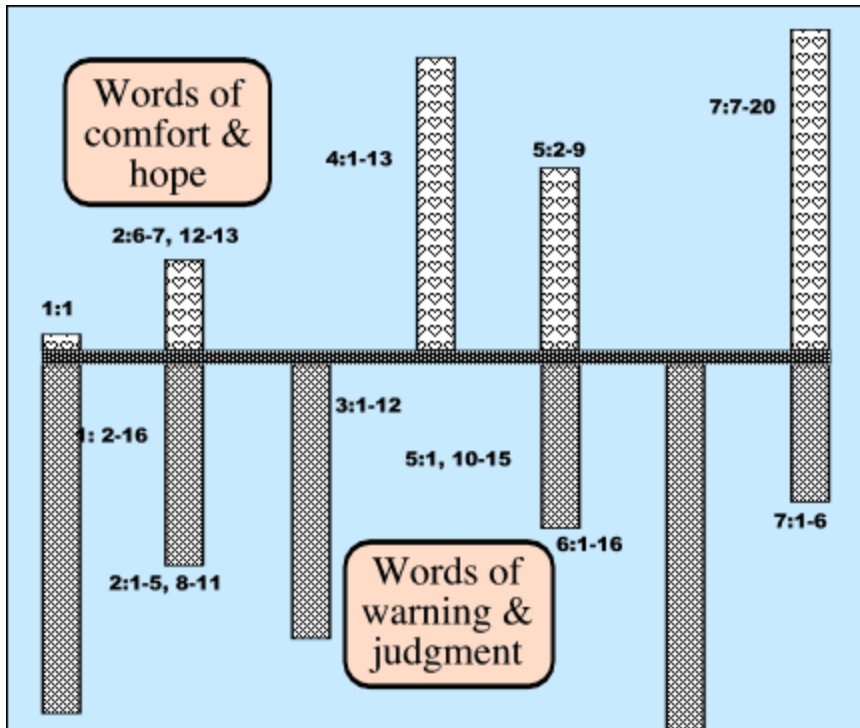 Words of
comfort &
hope
7:7-20
4:1-13
5:2-9
2:6-7, 12-13
1:1
3:1-12
1: 2-16
5:1, 10-15
7:1-6
6:1-16
2:1-5, 8-11
Words of
warning &
judgment